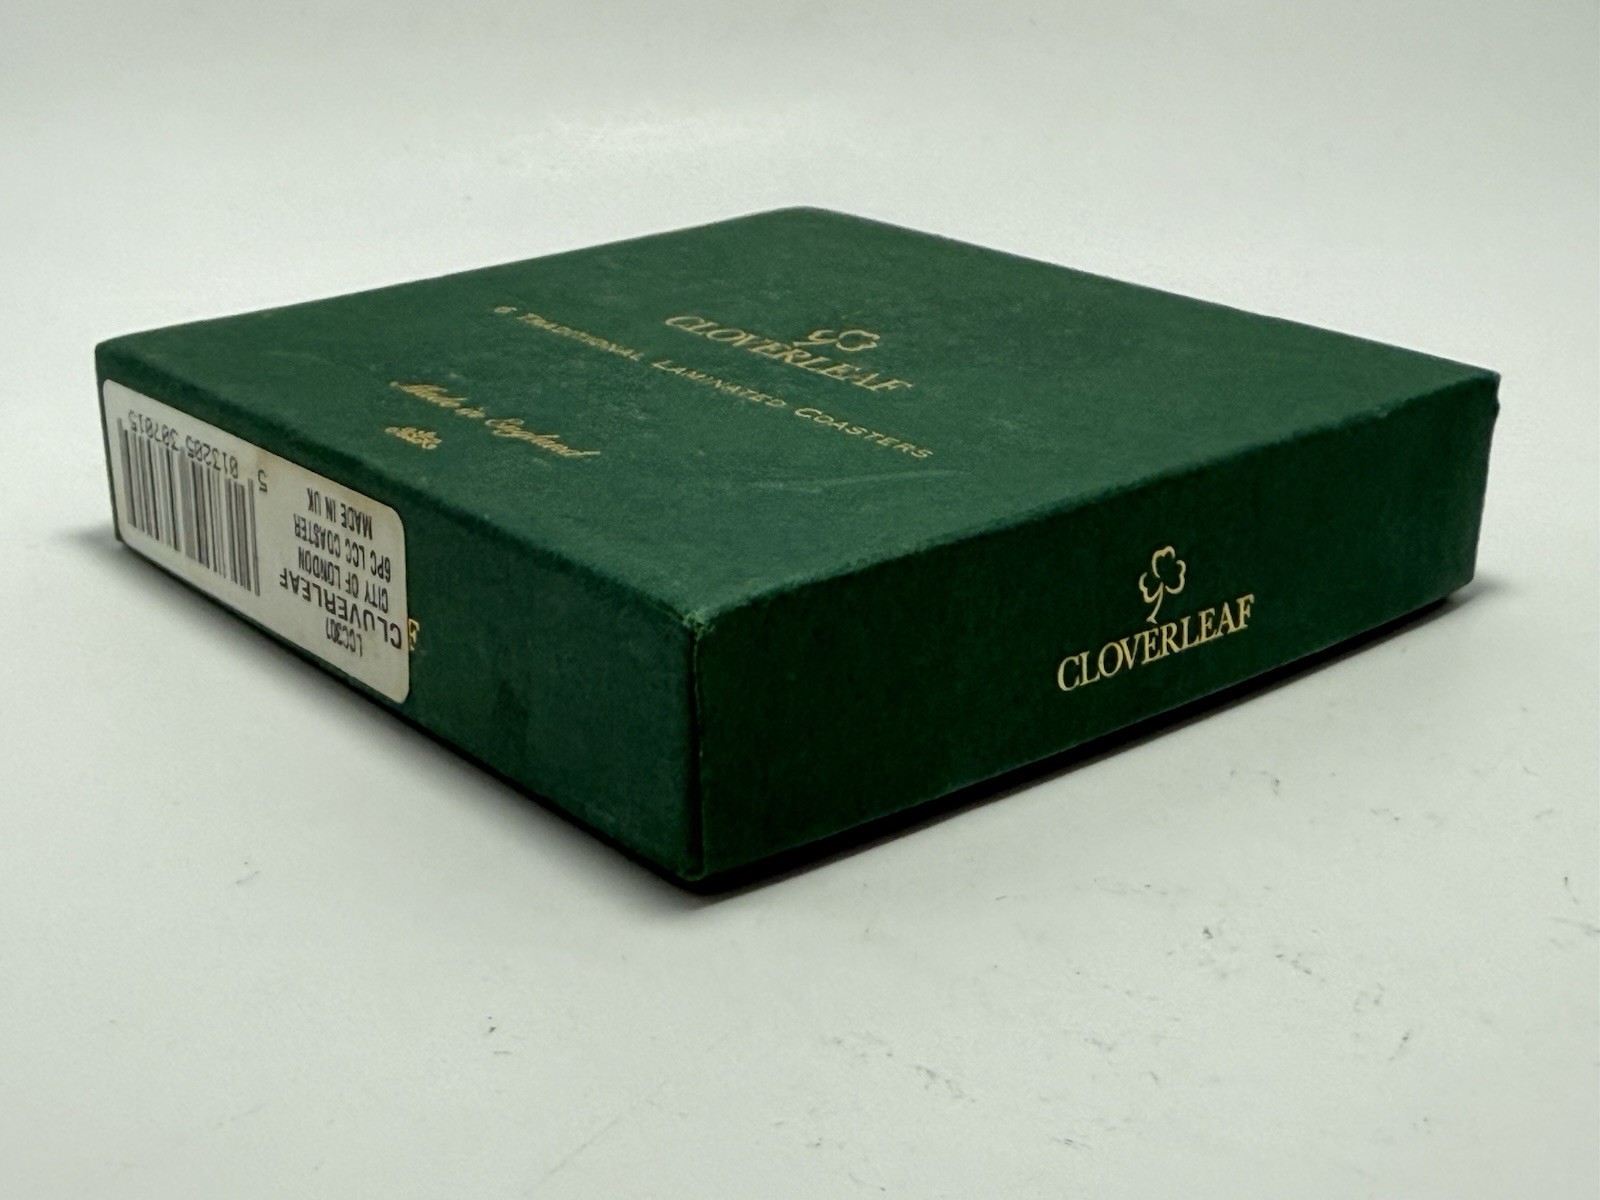 CLOVERLEAF
6 TRADITIONAL LAMINATED COASTERS
Made in England
CLOVERLEAF
LCC301
CLOVERLEAF
CITY OF LONDON
6PC LCC COASTER
MADE IN UK
5 013205 307015